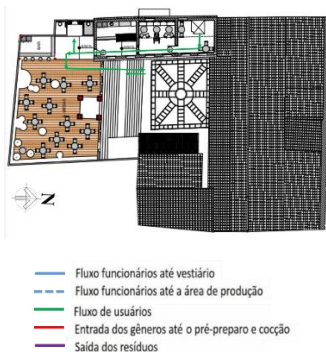 N
Fluxo funcionários até vestiário
Fluxo funcionários até a área de produção
Fluxo de usuários
Entrada dos gêneros até o pré-preparo e cocção
Saída dos resíduos